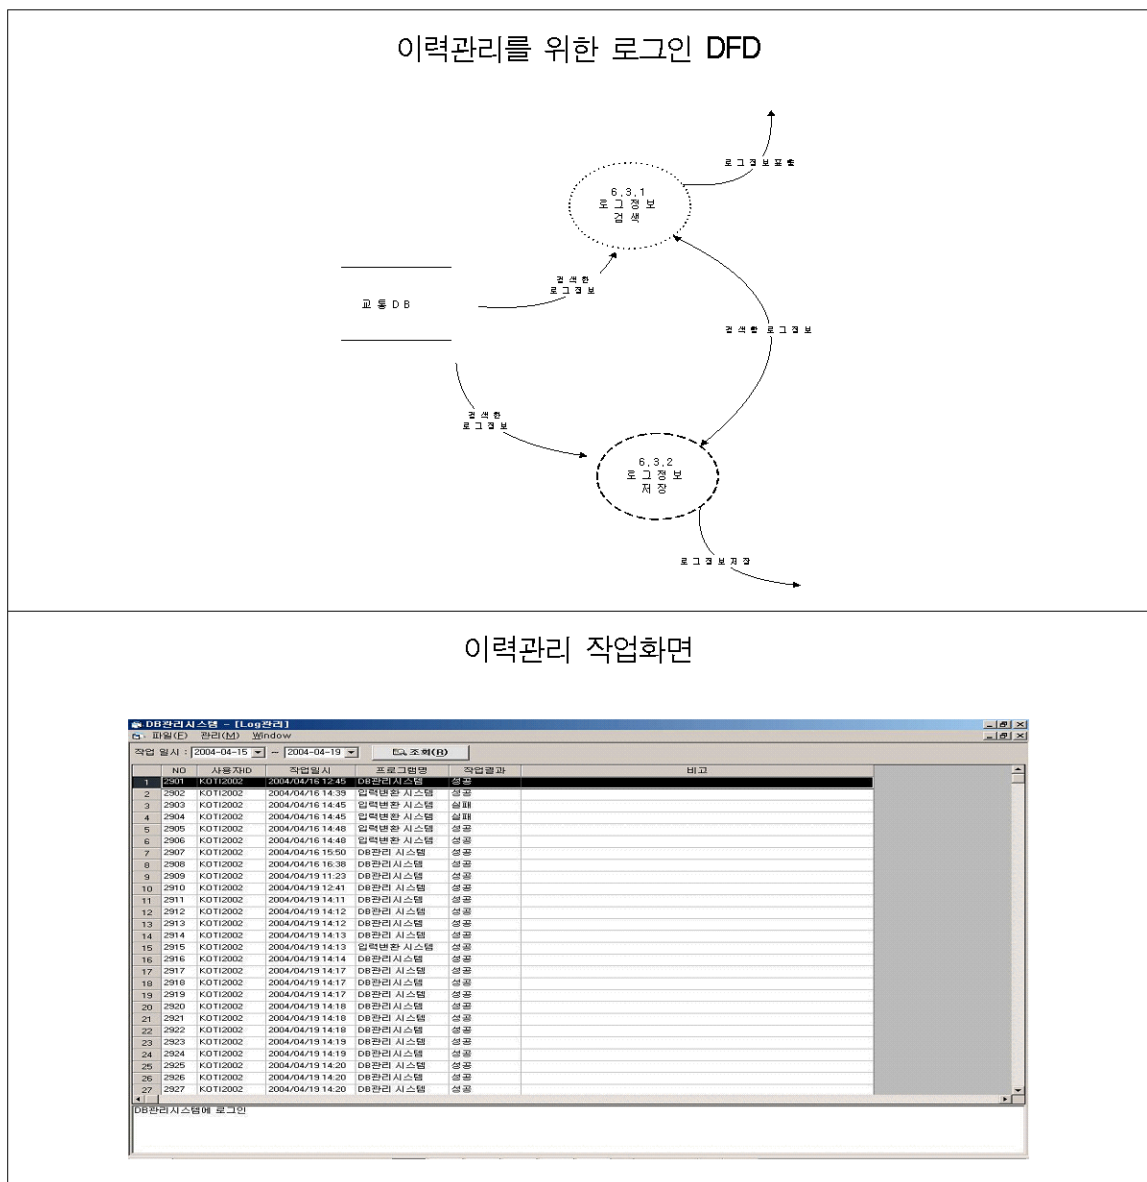 이력관리를 위한 로그인 DFD
로그정보포함
6,3,1
로그정보
검색
검색한
로그정보
교통DB
검색한 로그정보
검색한
로그정보
6,3,2
로그정보
저장
로그정보저장
이력관리 작업화면
DB관리시스템 - [Log관리]
파일(F) 관리(M) Window
작업 일시 : 2004-04-15 ~ 2004-04-19 조회(R)
NO 사용자ID 작업일시 프로그램명 작업결과 비고
1 2901 KOTI2002 2004/04/16 12:45 DB관리시스템 성공
2 2902 KOTI2002 2004/04/16 14:39 입력변환 시스템 성공
3 2903 KOTI2002 2004/04/16 14:45 입력변환 시스템 실패
4 2904 KOTI2002 2004/04/16 14:45 입력변환 시스템 실패
5 2905 KOTI2002 2004/04/16 14:48 입력변환 시스템 성공
6 2906 KOTI2002 2004/04/16 14:48 입력변환 시스템 성공
7 2907 KOTI2002 2004/04/16 15:50 DB관리 시스템 성공
8 2908 KOTI2002 2004/04/16 16:38 DB관리시스템 성공
9 2909 KOTI2002 2004/04/19 11:23 DB관리시스템 성공
10 2910 KOTI2002 2004/04/19 12:41 DB관리 시스템 성공
11 2911 KOTI2002 2004/04/19 14:11 DB관리시스템 성공
12 2912 KOTI2002 2004/04/19 14:12 DB관리 시스템 성공
13 2913 KOTI2002 2004/04/19 14:12 DB관리시스템 성공
14 2914 KOTI2002 2004/04/19 14:13 DB관리시스템 성공
15 2915 KOTI2002 2004/04/19 14:13 입력변환 시스템 성공
16 2916 KOTI2002 2004/04/19 14:14 DB관리시스템 성공
17 2917 KOTI2002 2004/04/19 14:17 DB관리 시스템 성공
18 2918 KOTI2002 2004/04/19 14:17 DB관리시스템 성공
19 2919 KOTI2002 2004/04/19 14:17 DB관리 시스템 성공
20 2920 KOTI2002 2004/04/19 14:18 DB관리시스템 성공
21 2921 KOTI2002 2004/04/19 14:18 DB관리시스템 성공
22 2922 KOTI2002 2004/04/19 14:18 DB관리시스템 성공
23 2923 KOTI2002 2004/04/19 14:19 DB관리시스템 성공
24 2924 KOTI2002 2004/04/19 14:19 DB관리시스템 성공
25 2925 KOTI2002 2004/04/19 14:20 DB관리 시스템 성공
26 2926 KOTI2002 2004/04/19 14:20 DB관리시스템 성공
27 2927 KOTI2002 2004/04/19 14:20 DB관리 시스템 성공
DB관리시스템에 로그인